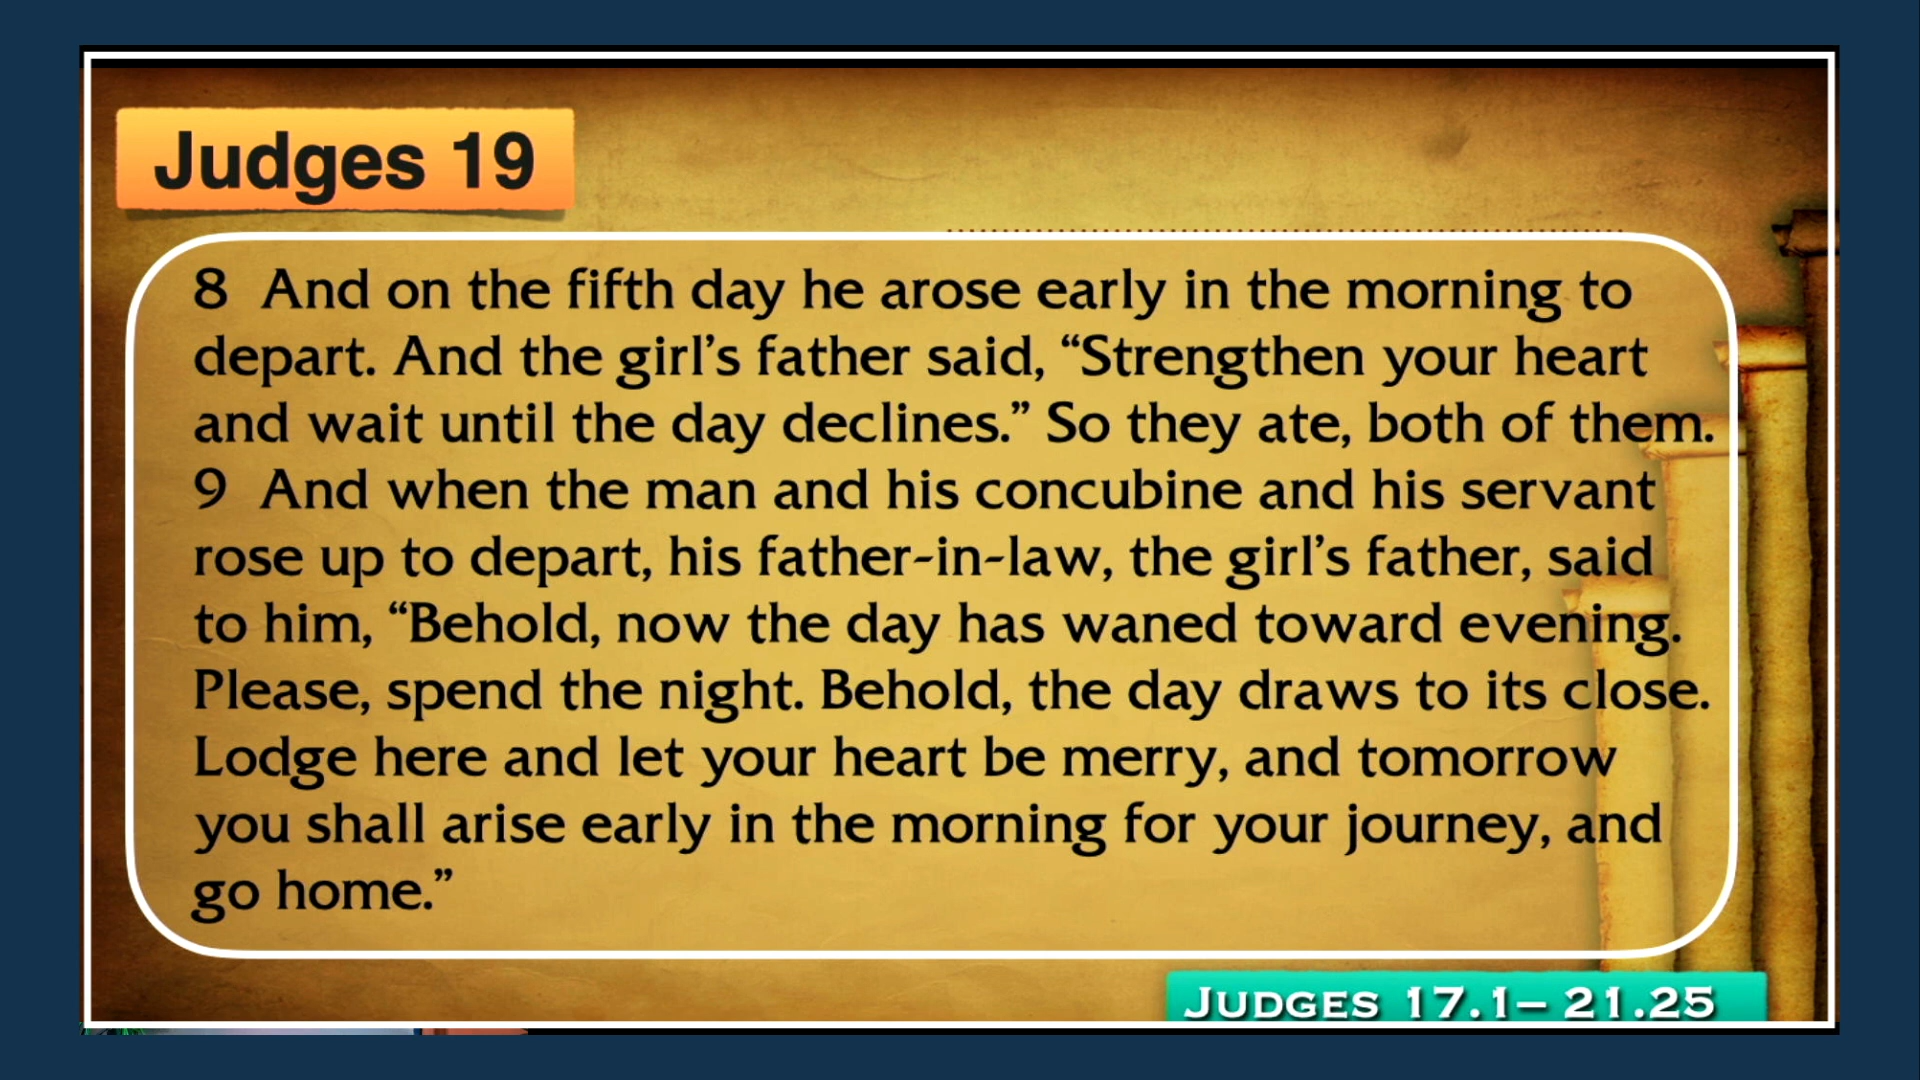 Judges 19
8  And on the fifth day he arose early in the morning to
depart. And the girl’s father said, “Strengthen your heart
and wait until the day declines.” So they ate, both of them.
9  And when the man and his concubine and his servant
rose up to depart, his father-in-law, the girl’s father, said
to him, “Behold, now the day has waned toward evening.
Please, spend the night. Behold, the day draws to its close.
Lodge here and let your heart be merry, and tomorrow
you shall arise early in the morning for your journey, and
go home.”
JUDGES 17.1– 21.25